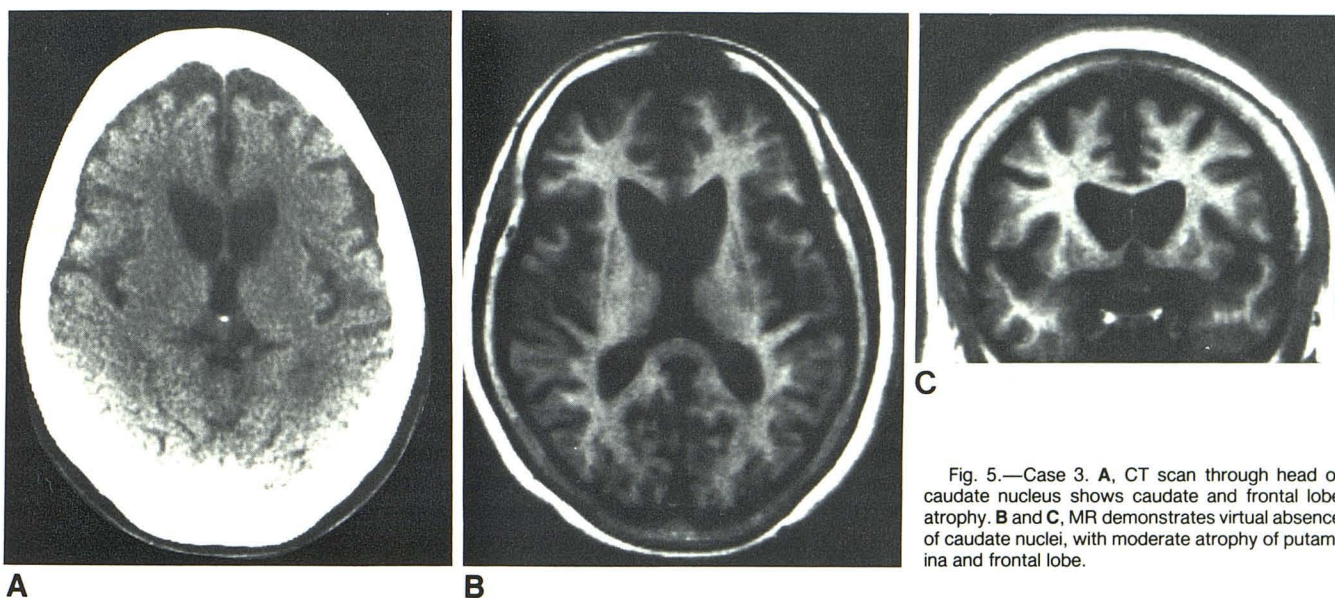 A
B
C
Fig. 5.—Case 3. A, CT scan through head o
caudate nucleus shows caudate and frontal lobe
atrophy. B and C, MR demonstrates virtual absence
of caudate nuclei, with moderate atrophy of putam
ina and frontal lobe.